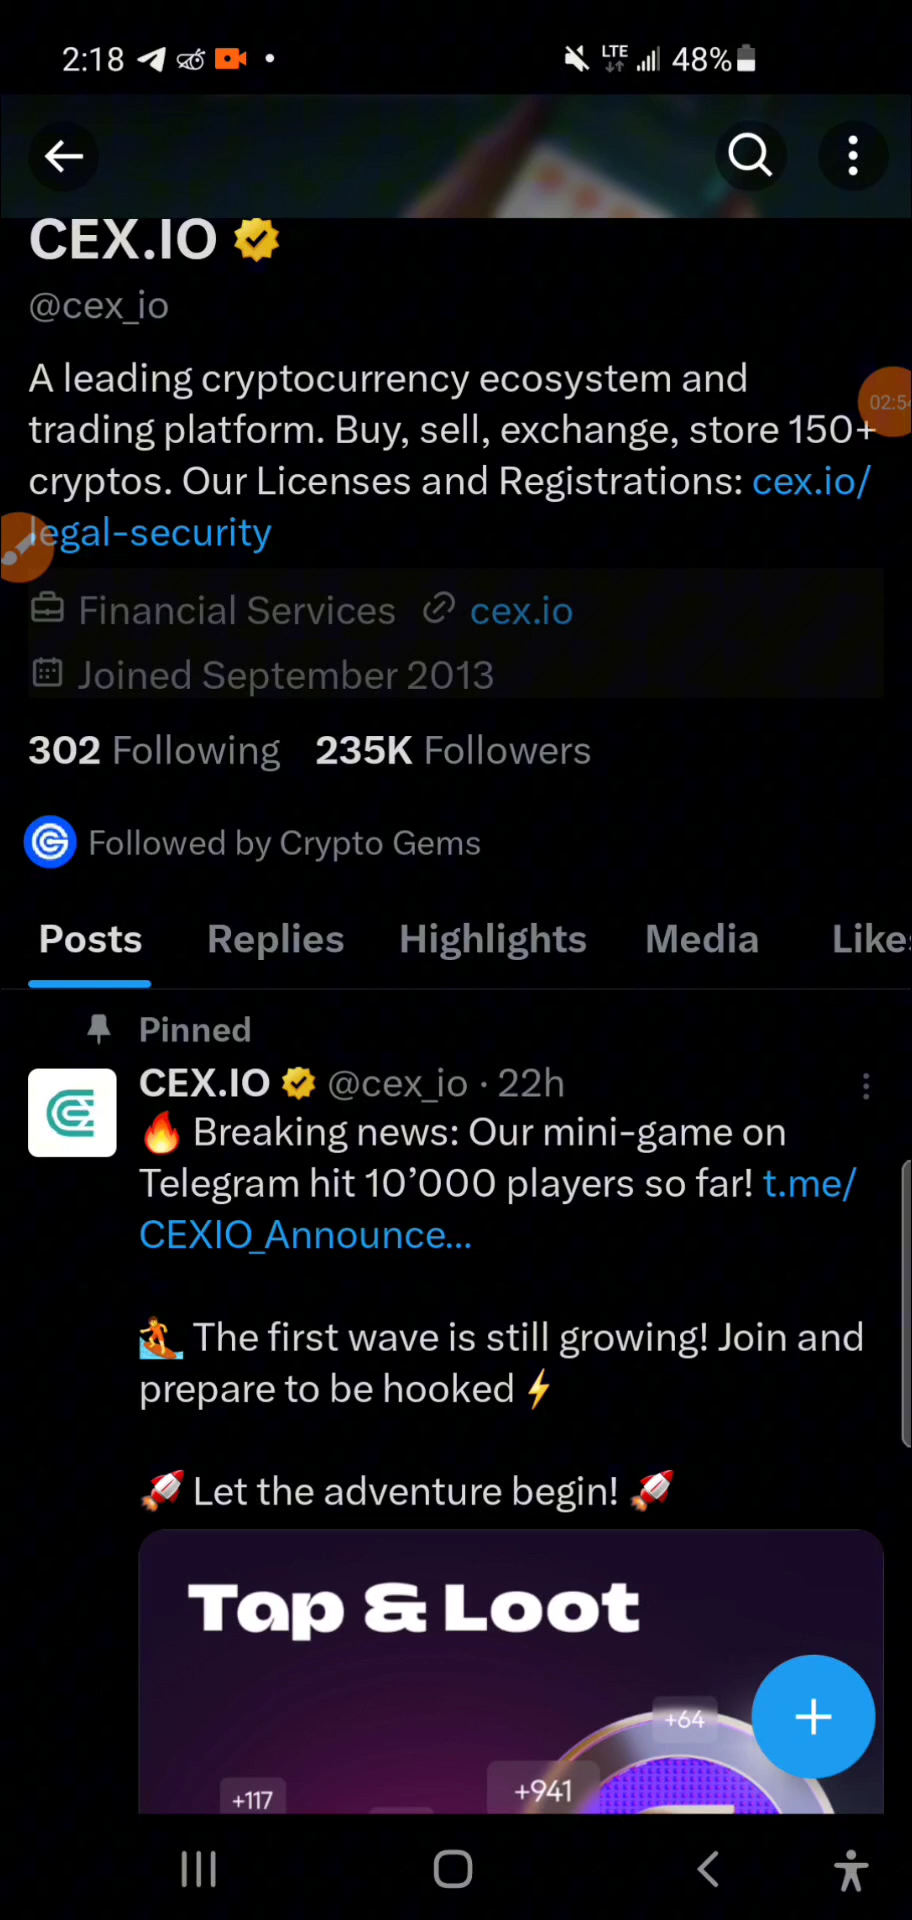 2:18 LTE 48%
CEX.IO
@cex_io
A leading cryptocurrency ecosystem and
trading platform. Buy, sell, exchange, store 150+
cryptos. Our Licenses and Registrations: cex.io/
legal-security
02:5
Financial Services cex.io
Joined September 2013
302 Following 235K Followers
Followed by Crypto Gems
Posts Replies Highlights Media Like
Pinned
CEX.IO @cex_io · 22h
🔥 Breaking news: Our mini-game on
Telegram hit 10’000 players so far! t.me/
CEXIO_Announce...
🏄 The first wave is still growing! Join and
prepare to be hooked ⚡
🚀 Let the adventure begin! 🚀
Tap & Loot
+64
+941
+117